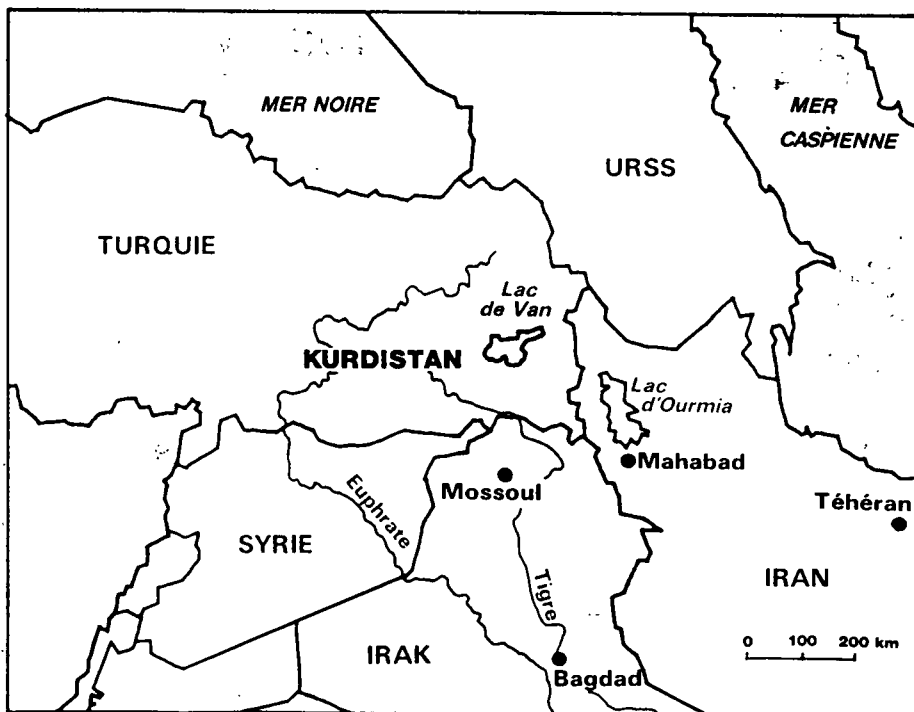 MER NOIRE
MER
CASPIENNE
URSS
TURQUIE
Lac
de Van
KURDISTAN
Lac
d'Ourmia
Mahabad
Mossoul
Téhéran
Euphrate
SYRIE
Tigre
IRAN
IRAK
0 100 200 km
Bagdad